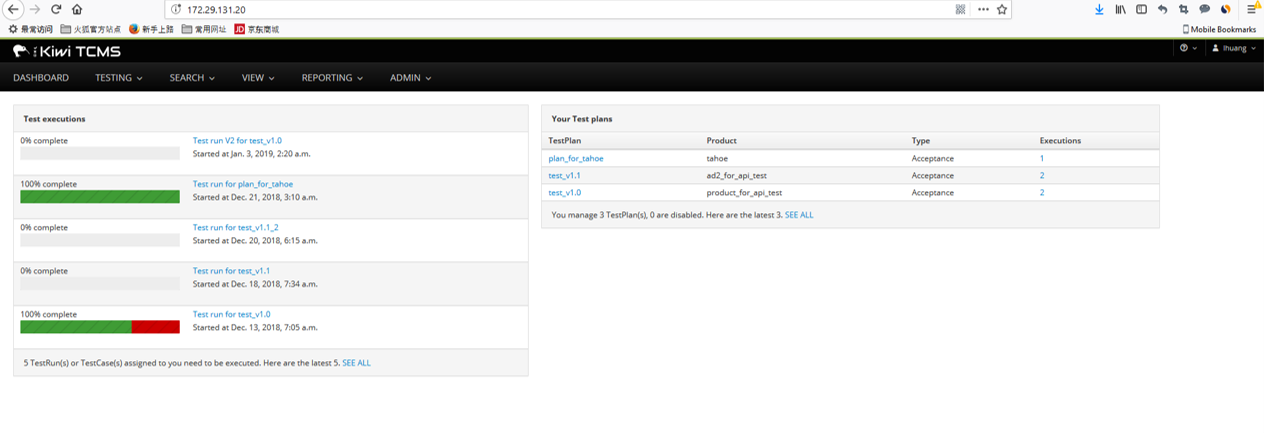 172.29.131.20
最常访问 火狐官方站点 新手上路 常用网址 JD 京东商城 Mobile Bookmarks
Kiwi TCMS lhuang
DASHBOARD TESTING SEARCH VIEW REPORTING ADMIN
Test executions
0% complete Test run V2 for test_v1.0
Started at Jan. 3, 2019, 2:20 a.m.
100% complete Test run for plan_for_tahoe
Started at Dec. 21, 2018, 3:10 a.m.
0% complete Test run for test_v1.1_2
Started at Dec. 20, 2018, 6:15 a.m.
0% complete Test run for test_v1.1
Started at Dec. 18, 2018, 7:34 a.m.
100% complete Test run for test_v1.0
Started at Dec. 13, 2018, 7:05 a.m.
5 TestRun(s) or TestCase(s) assigned to you need to be executed. Here are the latest 5. SEE ALL
Your Test plans
TestPlan Product Type Executions
plan_for_tahoe tahoe Acceptance 1
test_v1.1 ad2_for_api_test Acceptance 2
test_v1.0 product_for_api_test Acceptance 2
You manage 3 TestPlan(s), 0 are disabled. Here are the latest 3. SEE ALL